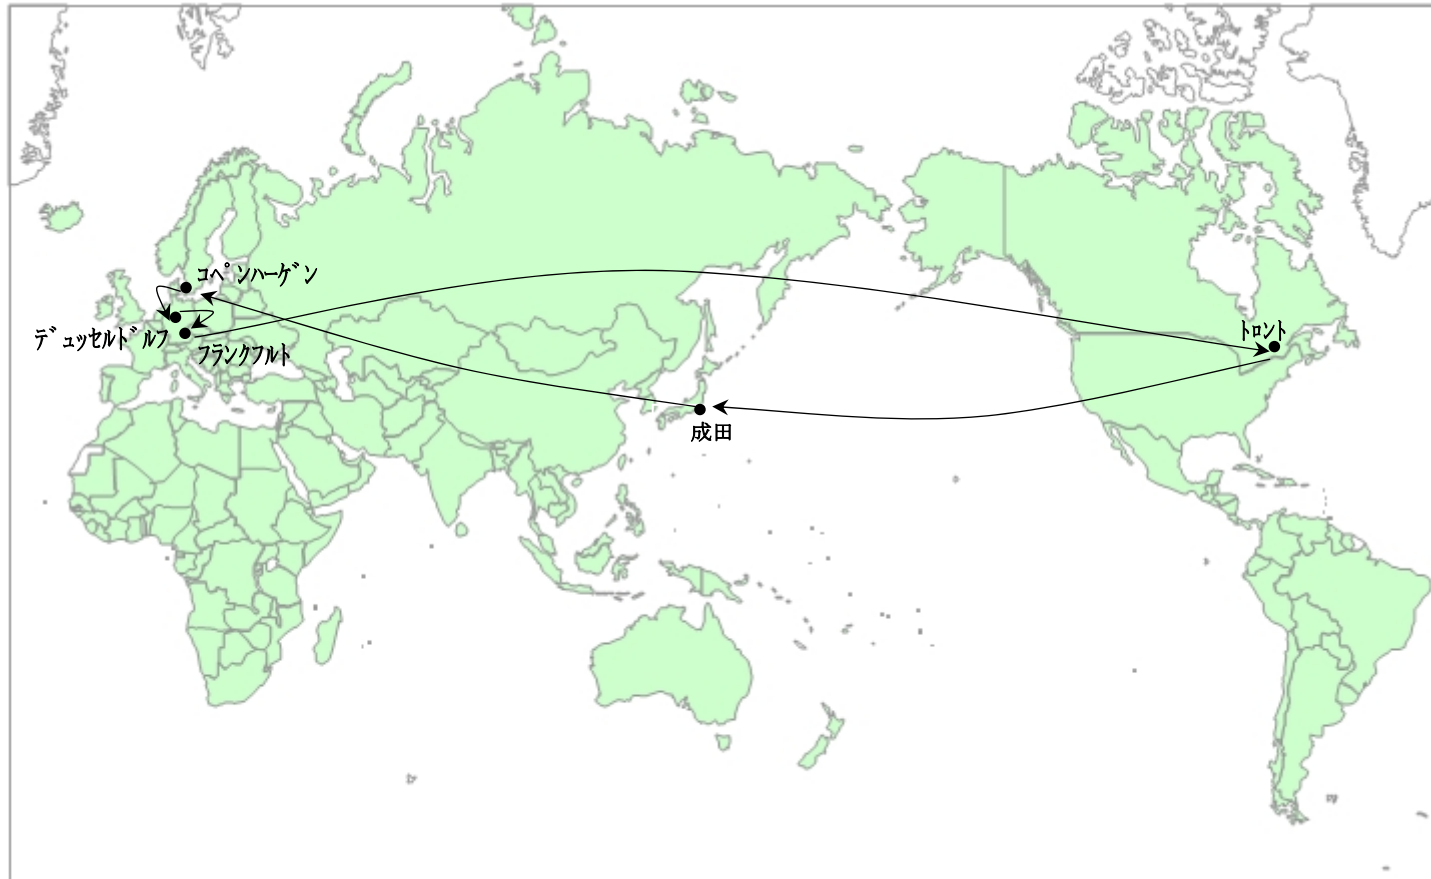 コペンハーゲン
デュッセルドルフ
フランクフルト
トロント
成田